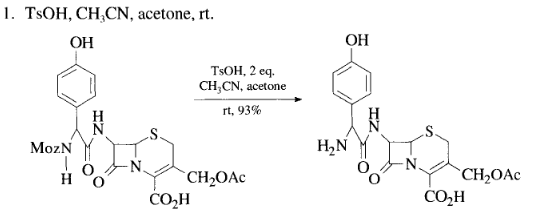 1. TsOH, CH3CN, acetone, rt.
OH
OH
TsOH, 2 eq.
CH3CN, acetone
rt, 93%
H
N
S
MozN
H
O
O
N
CH2OAc
CO2H
H
N
S
H2N
O
O
N
CH2OAc
CO2H